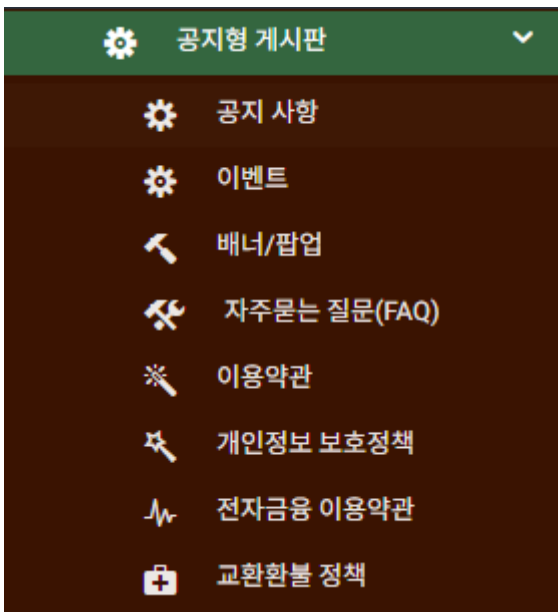 공지형 게시판
공지 사항
이벤트
배너/팝업
자주묻는 질문(FAQ)
이용약관
개인정보 보호정책
전자금융 이용약관
교환환불 정책